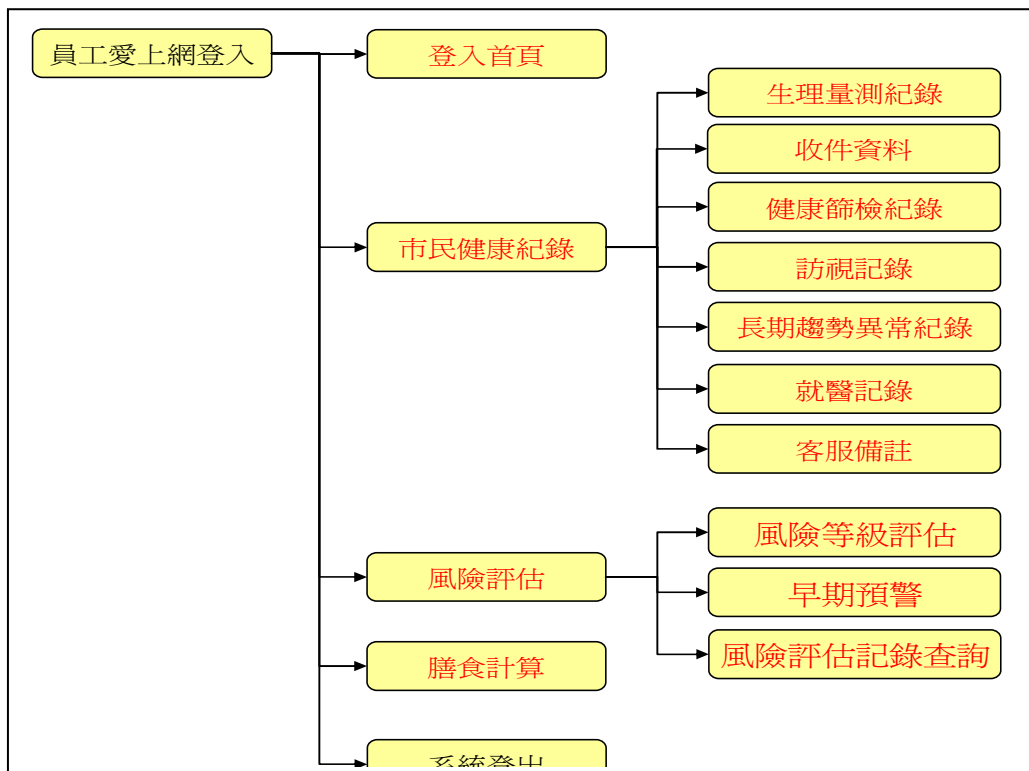 員工愛上網登入
登入首頁
市民健康紀錄
生理量測紀錄
收件資料
健康篩檢紀錄
訪視記錄
長期趨勢異常紀錄
就醫記錄
客服備註
風險評估
風險等級評估
早期預警
風險評估記錄查詢
膳食計算
系統登出